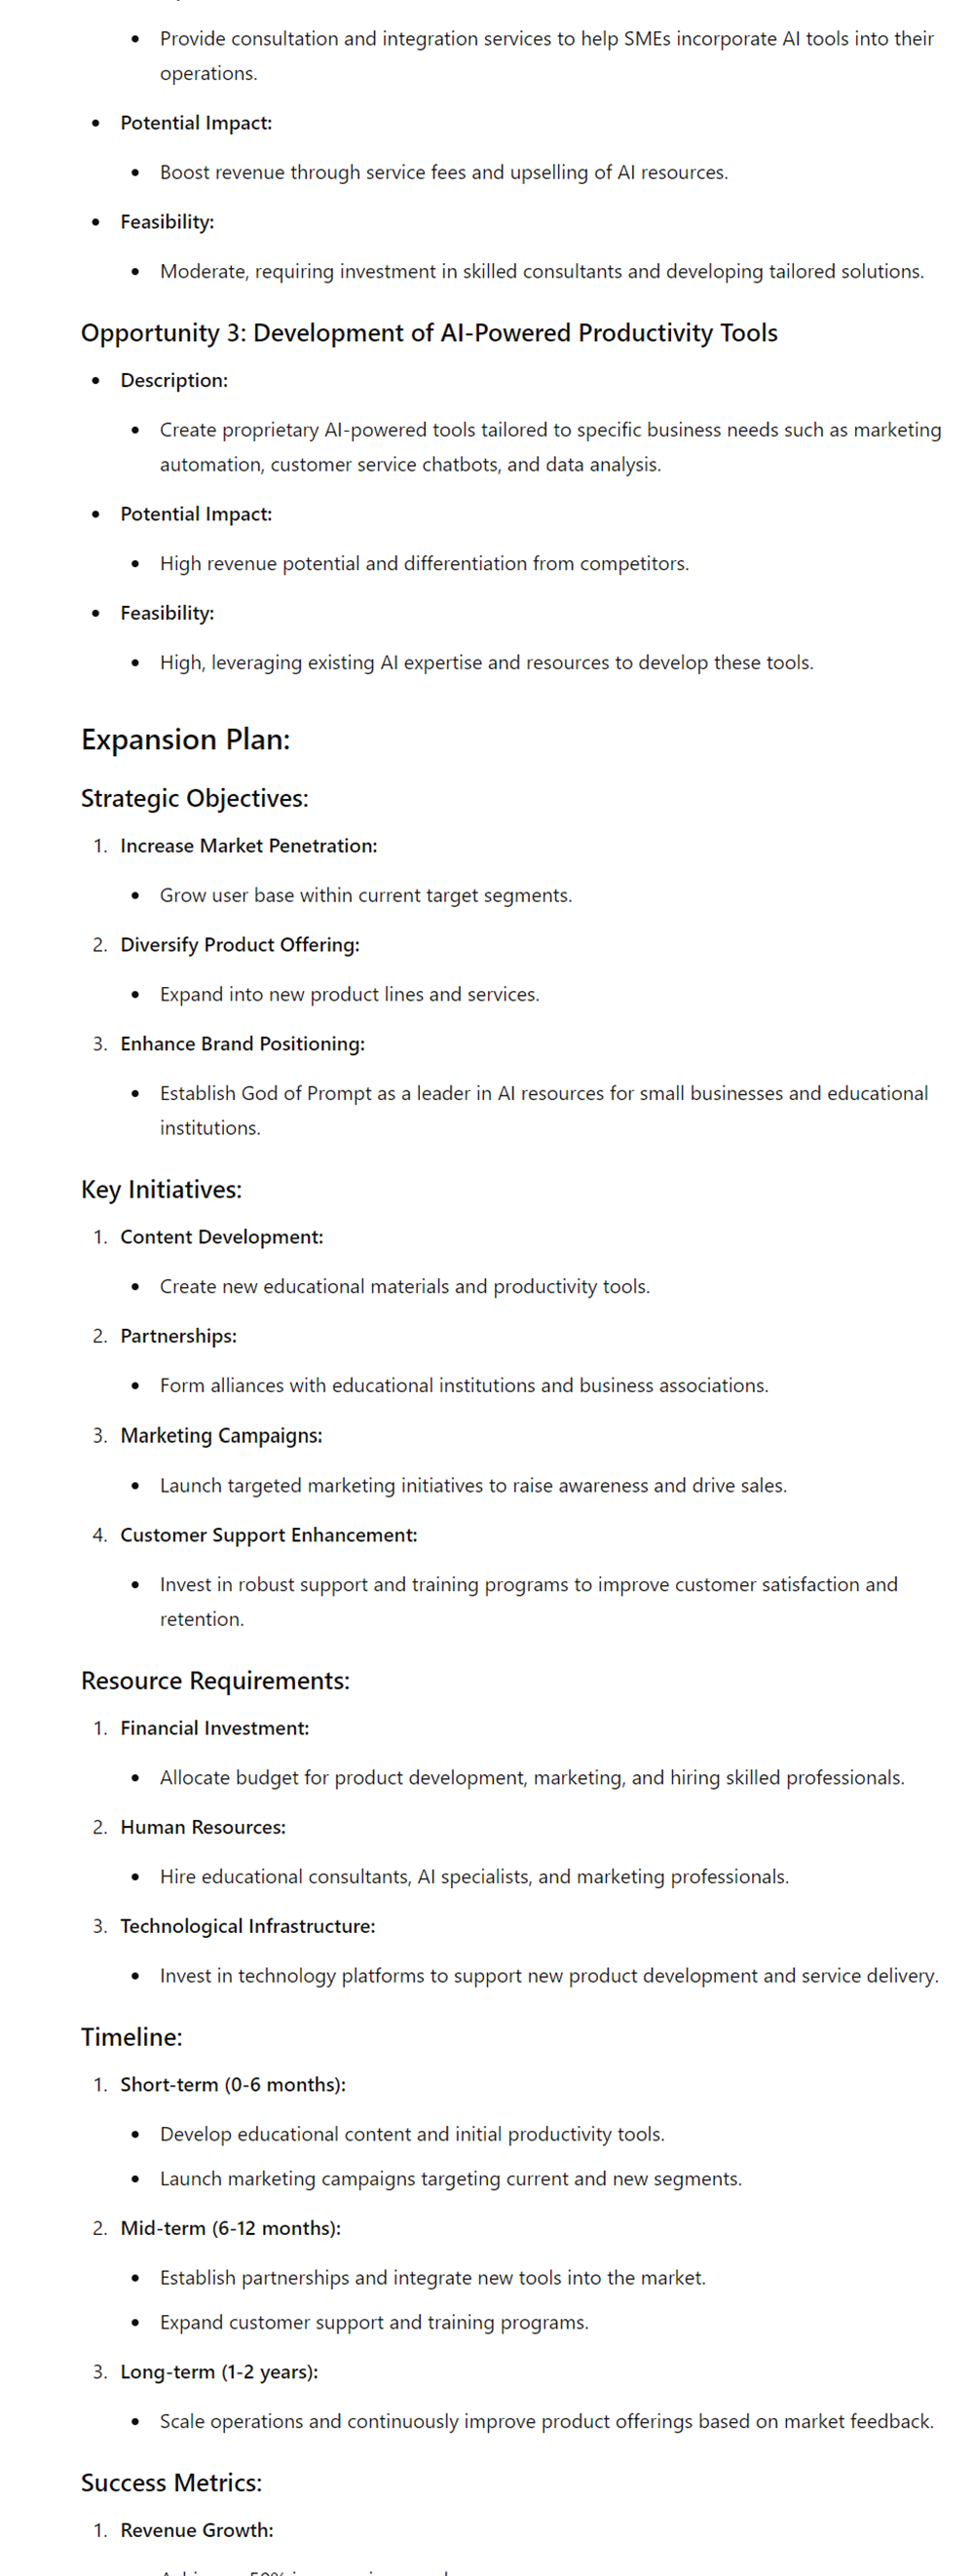 • Provide consultation and integration services to help SMEs incorporate AI tools into their
operations.
• Potential Impact:
• Boost revenue through service fees and upselling of AI resources.
• Feasibility:
• Moderate, requiring investment in skilled consultants and developing tailored solutions.
Opportunity 3: Development of AI-Powered Productivity Tools
• Description:
• Create proprietary AI-powered tools tailored to specific business needs such as marketing
automation, customer service chatbots, and data analysis.
• Potential Impact:
• High revenue potential and differentiation from competitors.
• Feasibility:
• High, leveraging existing AI expertise and resources to develop these tools.
Expansion Plan:
Strategic Objectives:
1. Increase Market Penetration:
• Grow user base within current target segments.
2. Diversify Product Offering:
• Expand into new product lines and services.
3. Enhance Brand Positioning:
• Establish God of Prompt as a leader in AI resources for small businesses and educational
institutions.
Key Initiatives:
1. Content Development:
• Create new educational materials and productivity tools.
2. Partnerships:
• Form alliances with educational institutions and business associations.
3. Marketing Campaigns:
• Launch targeted marketing initiatives to raise awareness and drive sales.
4. Customer Support Enhancement:
• Invest in robust support and training programs to improve customer satisfaction and
retention.
Resource Requirements:
1. Financial Investment:
• Allocate budget for product development, marketing, and hiring skilled professionals.
2. Human Resources:
• Hire educational consultants, AI specialists, and marketing professionals.
3. Technological Infrastructure:
• Invest in technology platforms to support new product development and service delivery.
Timeline:
1. Short-term (0-6 months):
• Develop educational content and initial productivity tools.
• Launch marketing campaigns targeting current and new segments.
2. Mid-term (6-12 months):
• Establish partnerships and integrate new tools into the market.
• Expand customer support and training programs.
3. Long-term (1-2 years):
• Scale operations and continuously improve product offerings based on market feedback.
Success Metrics:
1. Revenue Growth: